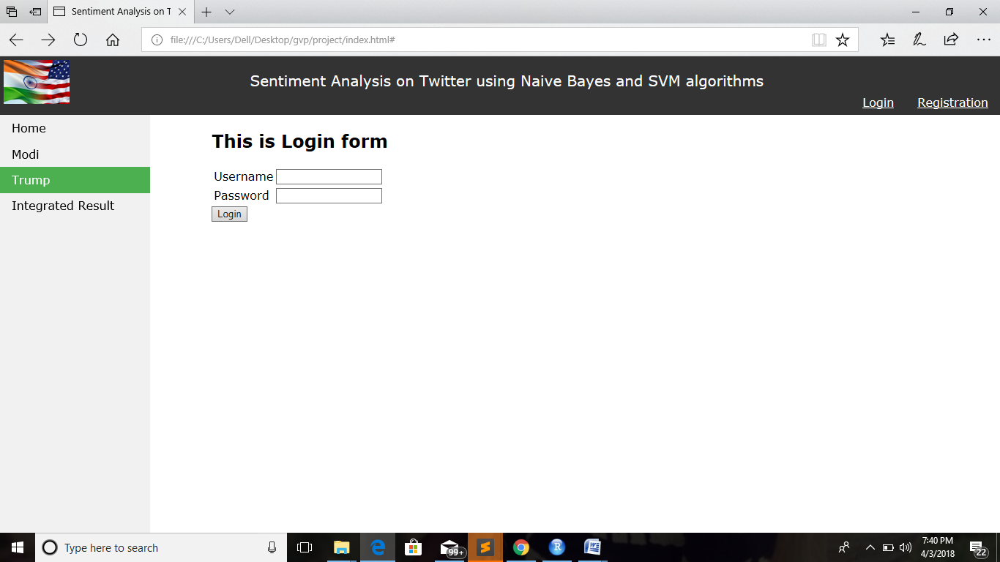 Sentiment Analysis on T
file:///C:/Users/Dell/Desktop/gvp/project/index.html#
Sentiment Analysis on Twitter using Naive Bayes and SVM algorithms
Login Registration
Home
Modi
Trump
Integrated Result
This is Login form
Username
Password
Login
Type here to search
99+
R
W
7:40 PM
4/3/2018
22